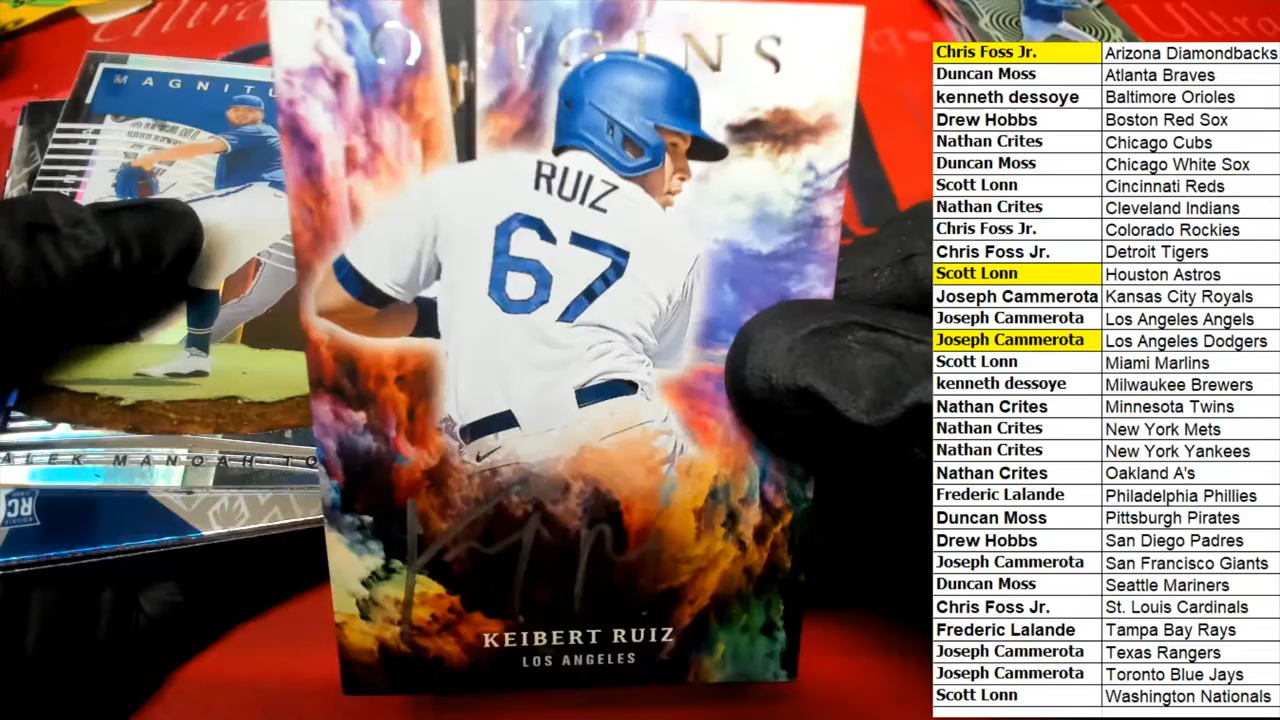 ORIGINS
MAGNITU
RUIZ
67
ALEK MANOAH TO
RC
KEIBERT RUIZ
LOS ANGELES
Ultra
Chris Foss Jr. Arizona Diamondbacks
Duncan Moss Atlanta Braves
kenneth dessoye Baltimore Orioles
Drew Hobbs Boston Red Sox
Nathan Crites Chicago Cubs
Duncan Moss Chicago White Sox
Scott Lonn Cincinnati Reds
Nathan Crites Cleveland Indians
Chris Foss Jr. Colorado Rockies
Chris Foss Jr. Detroit Tigers
Scott Lonn Houston Astros
Joseph Cammerota Kansas City Royals
Joseph Cammerota Los Angeles Angels
Joseph Cammerota Los Angeles Dodgers
Scott Lonn Miami Marlins
kenneth dessoye Milwaukee Brewers
Nathan Crites Minnesota Twins
Nathan Crites New York Mets
Nathan Crites New York Yankees
Nathan Crites Oakland A's
Frederic Lalande Philadelphia Phillies
Duncan Moss Pittsburgh Pirates
Drew Hobbs San Diego Padres
Joseph Cammerota San Francisco Giants
Duncan Moss Seattle Mariners
Chris Foss Jr. St. Louis Cardinals
Frederic Lalande Tampa Bay Rays
Joseph Cammerota Texas Rangers
Joseph Cammerota Toronto Blue Jays
Scott Lonn Washington Nationals